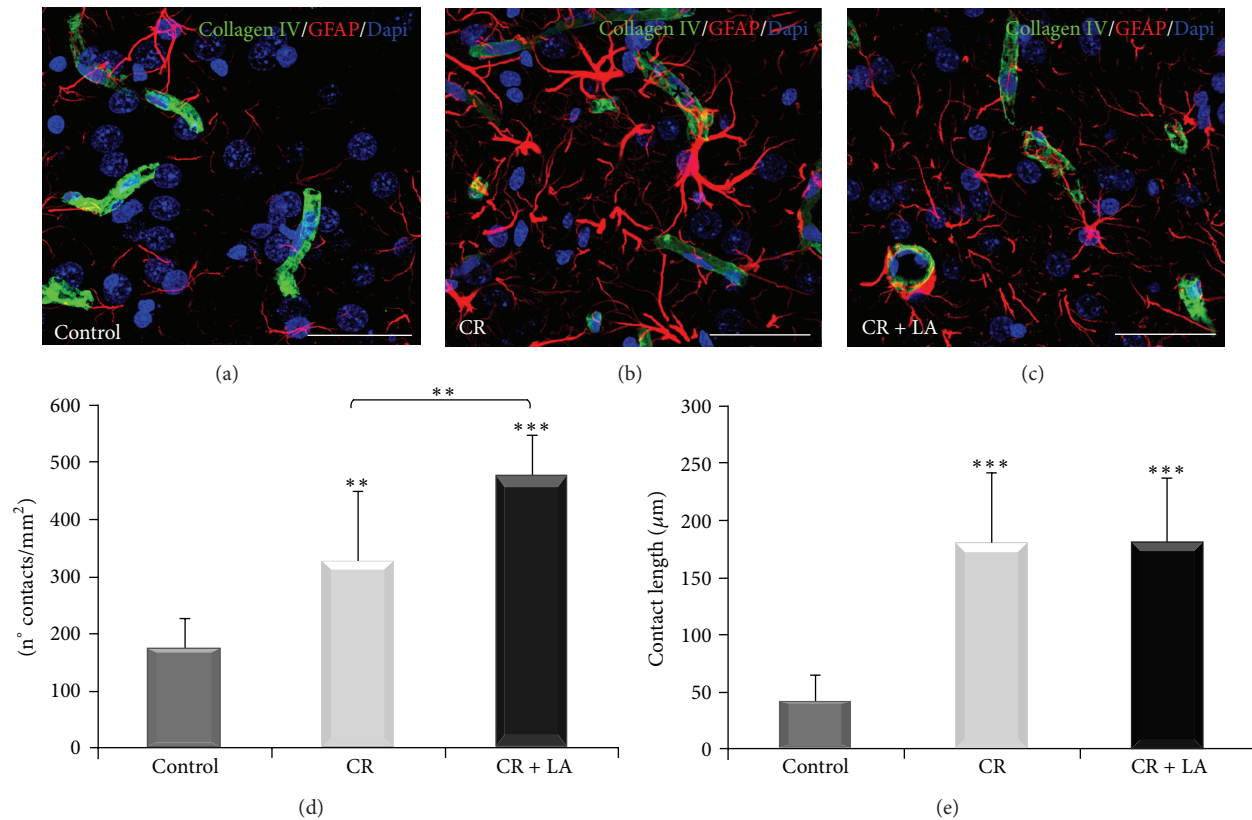 Collagen IV/GFAP/Dapi
Control
(a)
Collagen IV/GFAP/Dapi
CR
(b)
Collagen IV/GFAP/Dapi
CR + LA
(c)
(n° contacts/mm²)
600
500
400
300
200
100
0
**
**
***
Control
CR
CR + LA
(d)
Contact length (μm)
300
250
200
150
100
50
0
***
***
Control
CR
CR + LA
(e)